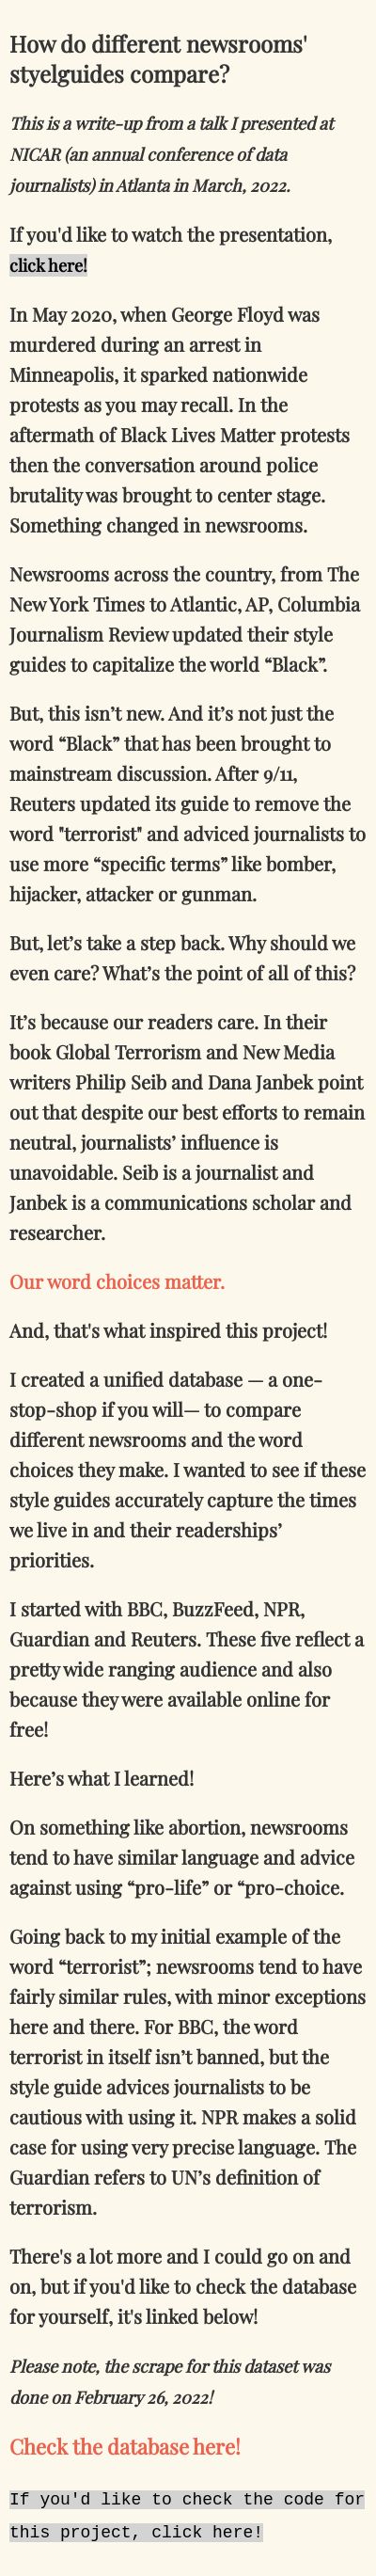 How do different newsrooms'
styelguides compare?
This is a write-up from a talk I presented at
NICAR (an annual conference of data
journalists) in Atlanta in March, 2022.
If you'd like to watch the presentation,
click here!
In May 2020, when George Floyd was
murdered during an arrest in
Minneapolis, it sparked nationwide
protests as you may recall. In the
aftermath of Black Lives Matter protests
then the conversation around police
brutality was brought to center stage.
Something changed in newsrooms.
Newsrooms across the country, from The
New York Times to Atlantic, AP, Columbia
Journalism Review updated their style
guides to capitalize the world “Black”.
But, this isn’t new. And it’s not just the
word “Black” that has been brought to
mainstream discussion. After 9/11,
Reuters updated its guide to remove the
word "terrorist" and adviced journalists to
use more “specific terms” like bomber,
hijacker, attacker or gunman.
But, let’s take a step back. Why should we
even care? What’s the point of all of this?
It’s because our readers care. In their
book Global Terrorism and New Media
writers Philip Seib and Dana Janbek point
out that despite our best efforts to remain
neutral, journalists’ influence is
unavoidable. Seib is a journalist and
Janbek is a communications scholar and
researcher.
Our word choices matter.
And, that's what inspired this project!
I created a unified database — a one-
stop-shop if you will— to compare
different newsrooms and the word
choices they make. I wanted to see if these
style guides accurately capture the times
we live in and their readerships’
priorities.
I started with BBC, BuzzFeed, NPR,
Guardian and Reuters. These five reflect a
pretty wide ranging audience and also
because they were available online for
free!
Here’s what I learned!
On something like abortion, newsrooms
tend to have similar language and advice
against using “pro-life” or “pro-choice.
Going back to my initial example of the
word “terrorist”; newsrooms tend to have
fairly similar rules, with minor exceptions
here and there. For BBC, the word
terrorist in itself isn’t banned, but the
style guide advices journalists to be
cautious with using it. NPR makes a solid
case for using very precise language. The
Guardian refers to UN’s definition of
terrorism.
There's a lot more and I could go on and
on, but if you'd like to check the database
for yourself, it's linked below!
Please note, the scrape for this dataset was
done on February 26, 2022!
Check the database here!
If you'd like to check the code for
this project, click here!